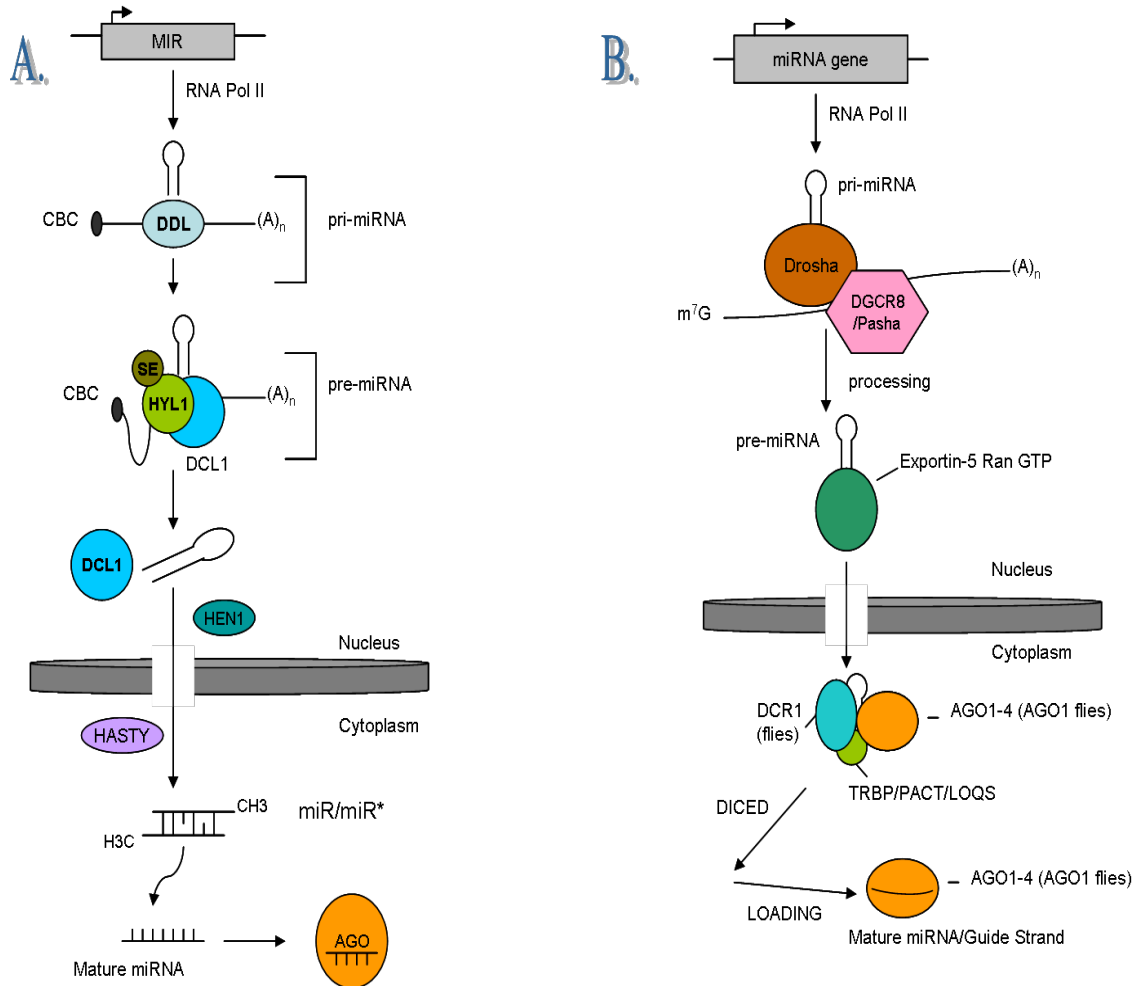 A.
MIR
RNA Pol II
CBC
DDL
(A)n
pri-miRNA
SE
CBC
HYL1
(A)n
pre-miRNA
DCL1
DCL1
HEN1
Nucleus
Cytoplasm
HASTY
CH3
miR/miR*
H3C
AGO
Mature miRNA
B.
miRNA gene
RNA Pol II
pri-miRNA
Drosha
(A)n
DGCR8
/Pasha
m⁷G
processing
pre-miRNA
Exportin-5 Ran GTP
Nucleus
Cytoplasm
DCR1
(flies)
AGO1-4 (AGO1 flies)
TRBP/PACT/LOQS
DICED
AGO1-4 (AGO1 flies)
LOADING
Mature miRNA/Guide Strand